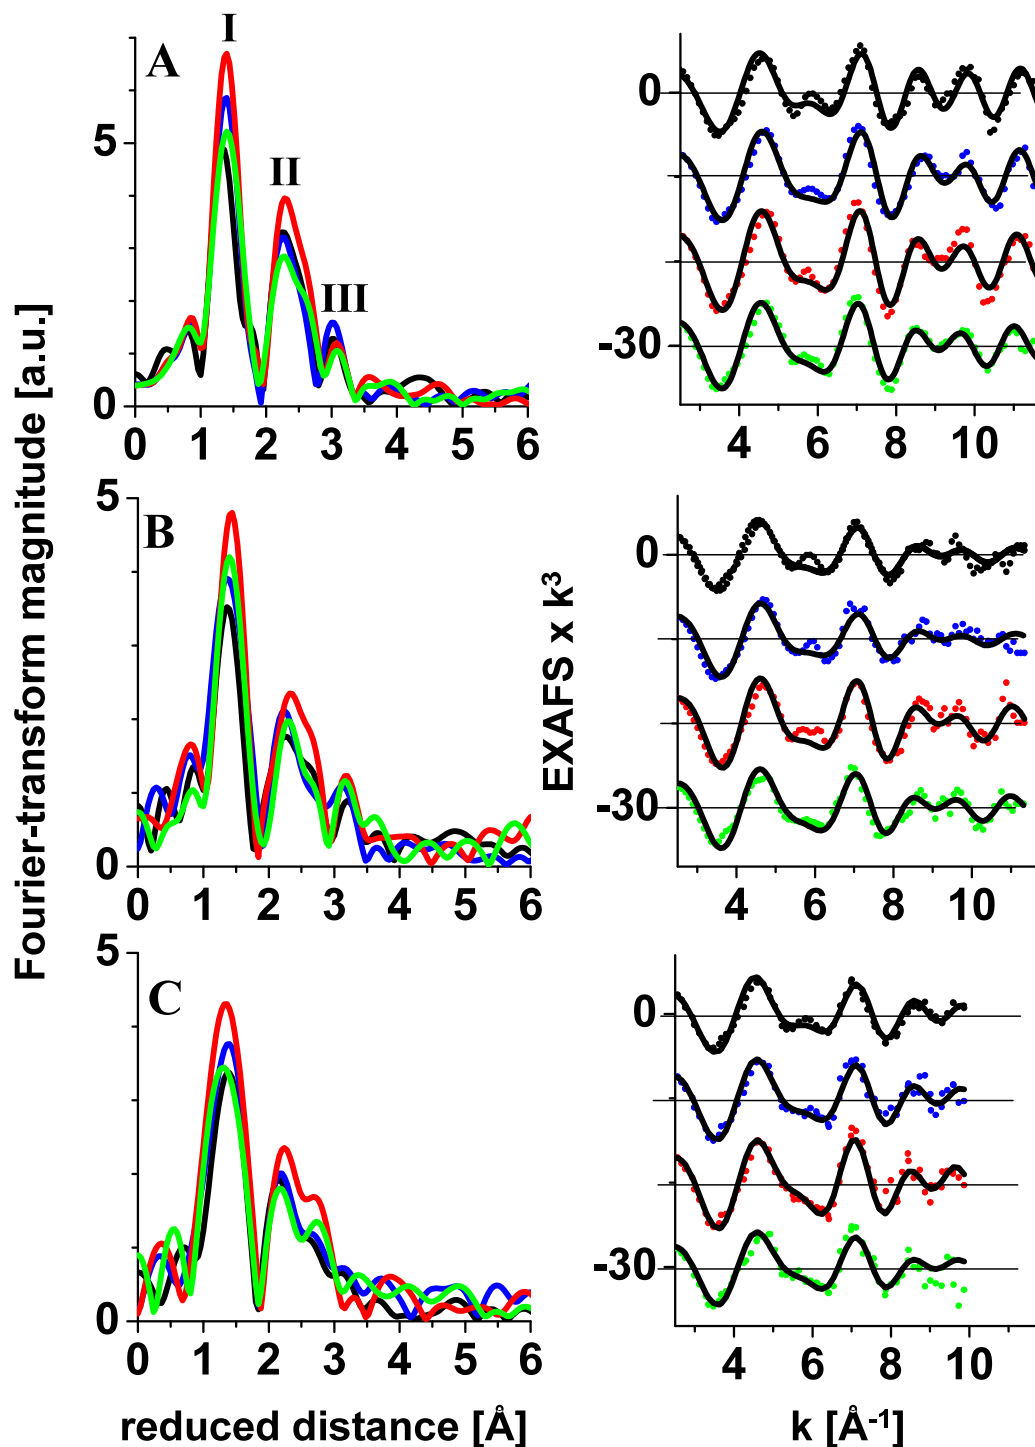 Fourier-transform magnitude [a.u.]
A
I
II
III
5
0
0 1 2 3 4 5 6
0
-30
4 6 8 10
B
5
0
0 1 2 3 4 5 6
EXAFS x k³
0
-30
4 6 8 10
C
5
0
0 1 2 3 4 5 6
reduced distance [Å]
0
-30
4 6 8 10
k [Å⁻¹]